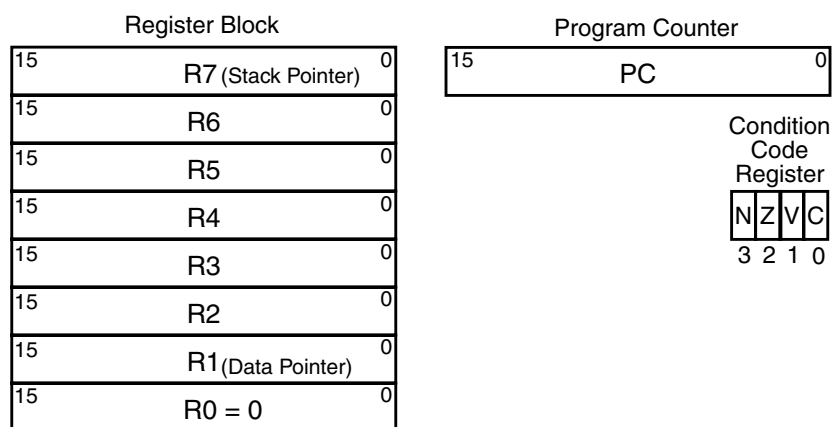 Register Block
15 R7 (Stack Pointer) 0
15 R6 0
15 R5 0
15 R4 0
15 R3 0
15 R2 0
15 R1 (Data Pointer) 0
15 R0 = 0 0
Program Counter
15 PC 0
Condition
Code
Register
N Z V C
3 2 1 0